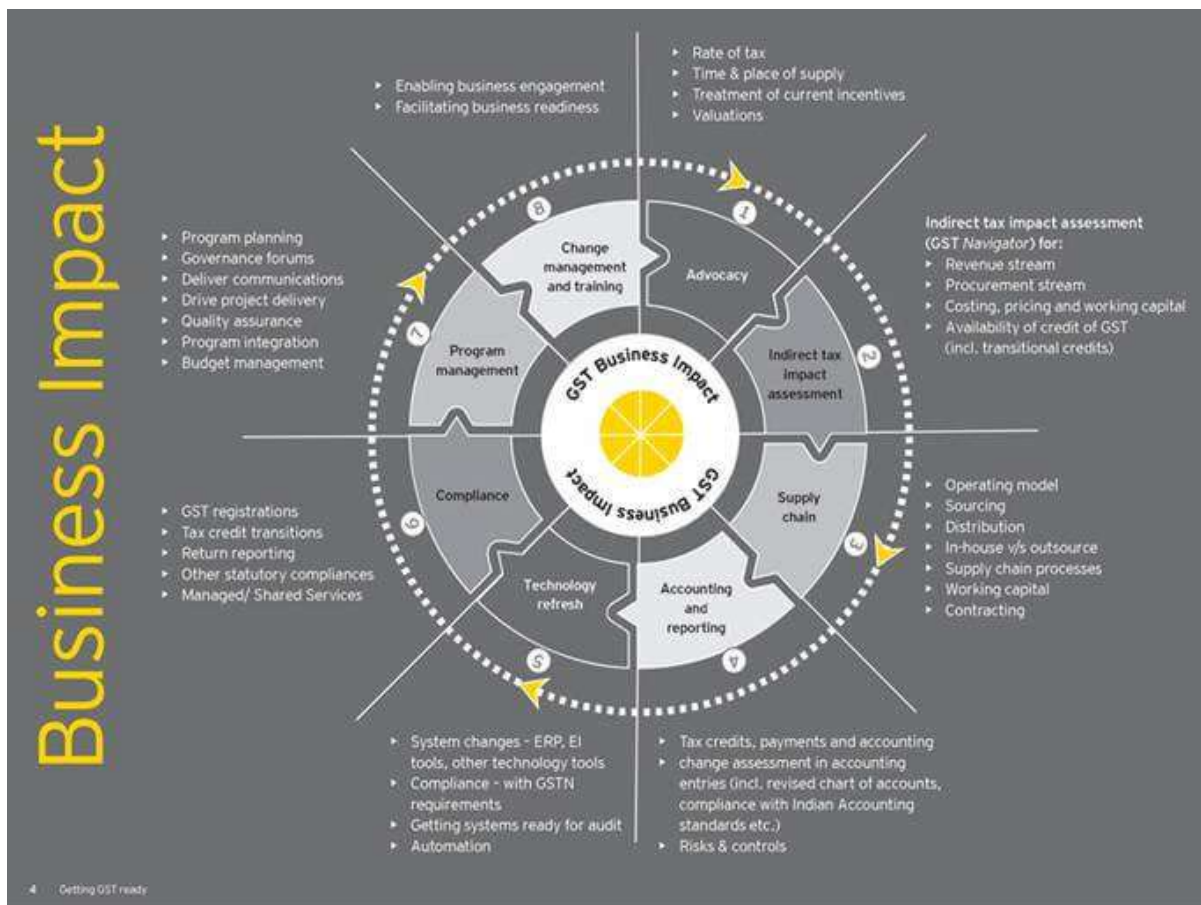 Business Impact
Enabling business engagement
Facilitating business readiness
Rate of tax
Time & place of supply
Treatment of current incentives
Valuations
Indirect tax impact assessment
(GST Navigator) for:
Revenue stream
Procurement stream
Costing, pricing and working capital
Availability of credit of GST
(incl. transitional credits)
Operating model
Sourcing
Distribution
In-house v/s outsource
Supply chain processes
Working capital
Contracting
Tax credits, payments and accounting
change assessment in accounting
entries (incl. revised chart of accounts,
compliance with Indian Accounting
standards etc.)
Risks & controls
System changes - ERP, EI
tools, other technology tools
Compliance - with GSTN
requirements
Getting systems ready for audit
Automation
GST registrations
Tax credit transitions
Return reporting
Other statutory compliances
Managed/ Shared Services
Program planning
Governance forums
Deliver communications
Drive project delivery
Quality assurance
Program integration
Budget management
1
Advocacy
2
Indirect tax
impact
assessment
3
Supply
chain
4
Accounting
and
reporting
5
Technology
refresh
6
Compliance
7
Program
management
8
Change
management
and training
GST Business Impact
GST Business Impact
4 Getting GST ready